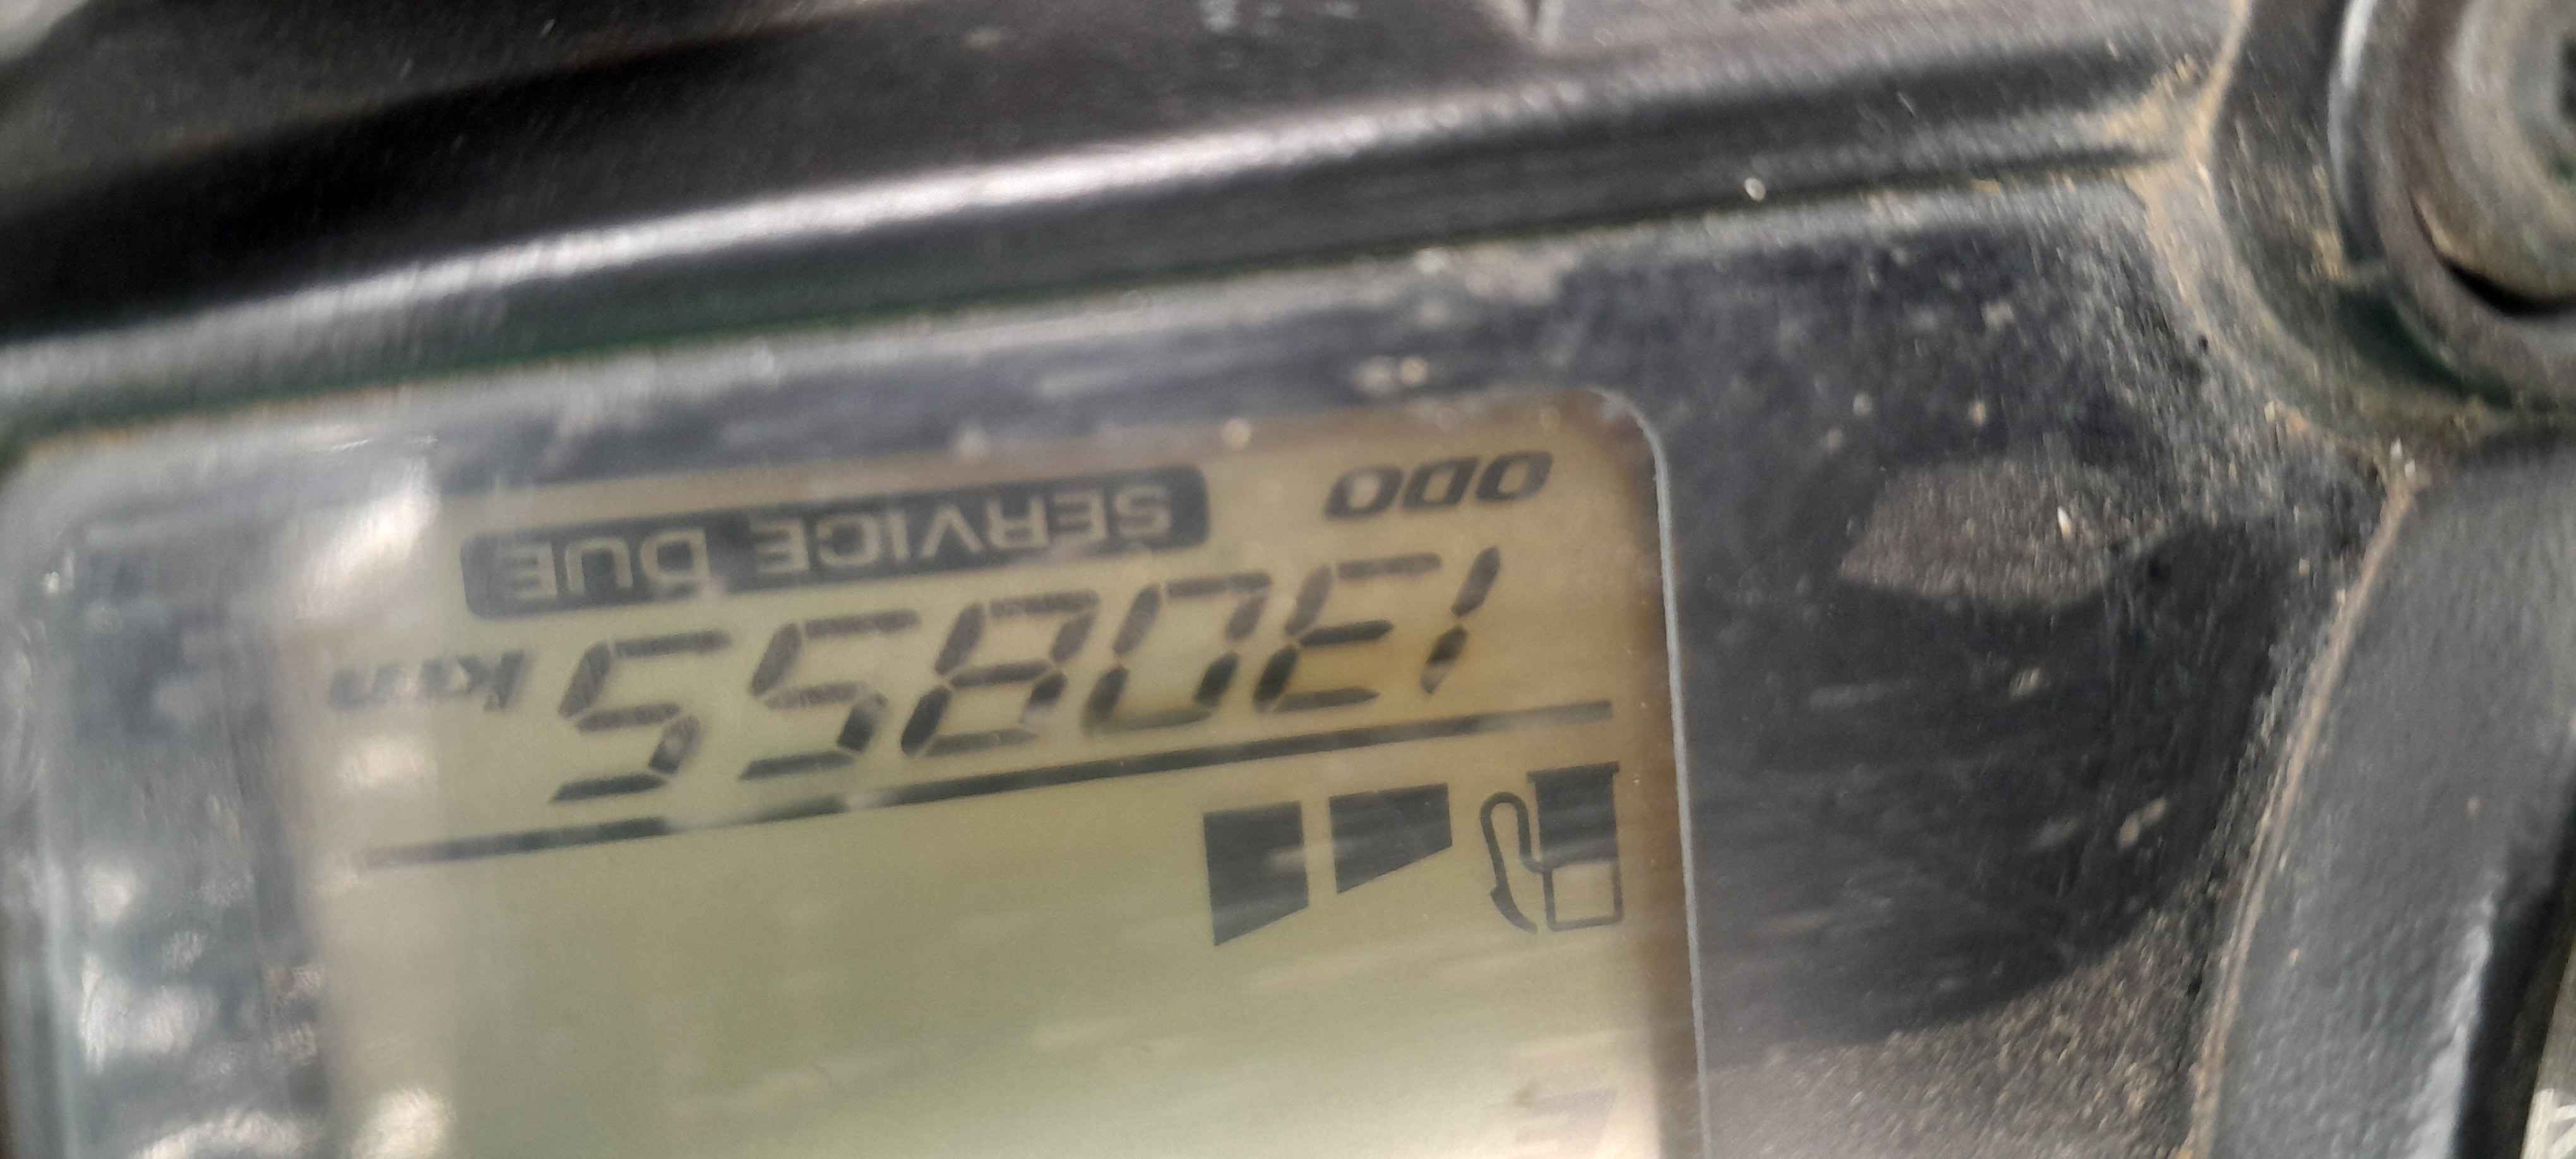 130855 km
ODO SERVICE DUE